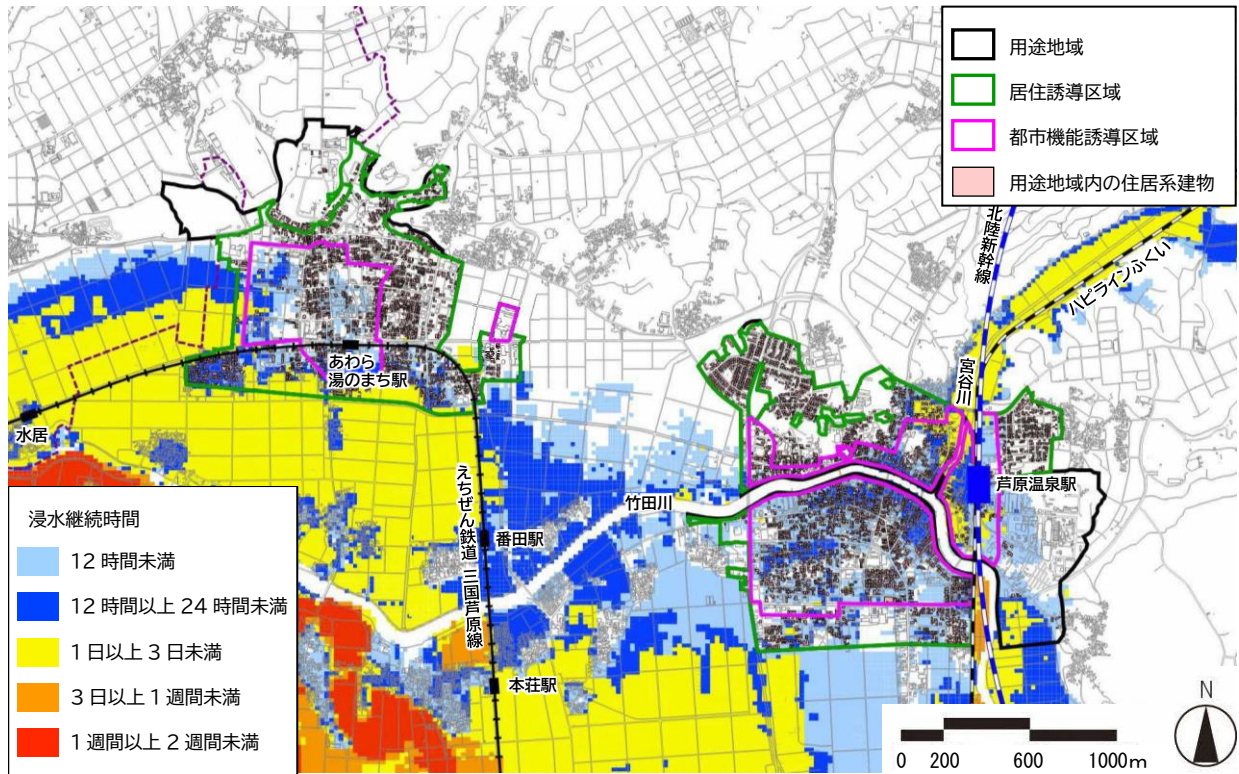 用途地域
居住誘導区域
都市機能誘導区域
用途地域内の住居系建物
北陸新幹線
ハピラインふくい
宮谷川
あわら
湯のまち駅
水居
芦原温泉駅
竹田川
えちぜん鉄道 三国芦原線
番田駅
本荘駅
浸水継続時間
12 時間未満
12 時間以上 24 時間未満
1 日以上 3 日未満
3 日以上 1 週間未満
1 週間以上 2 週間未満
N
0 200 600 1000m